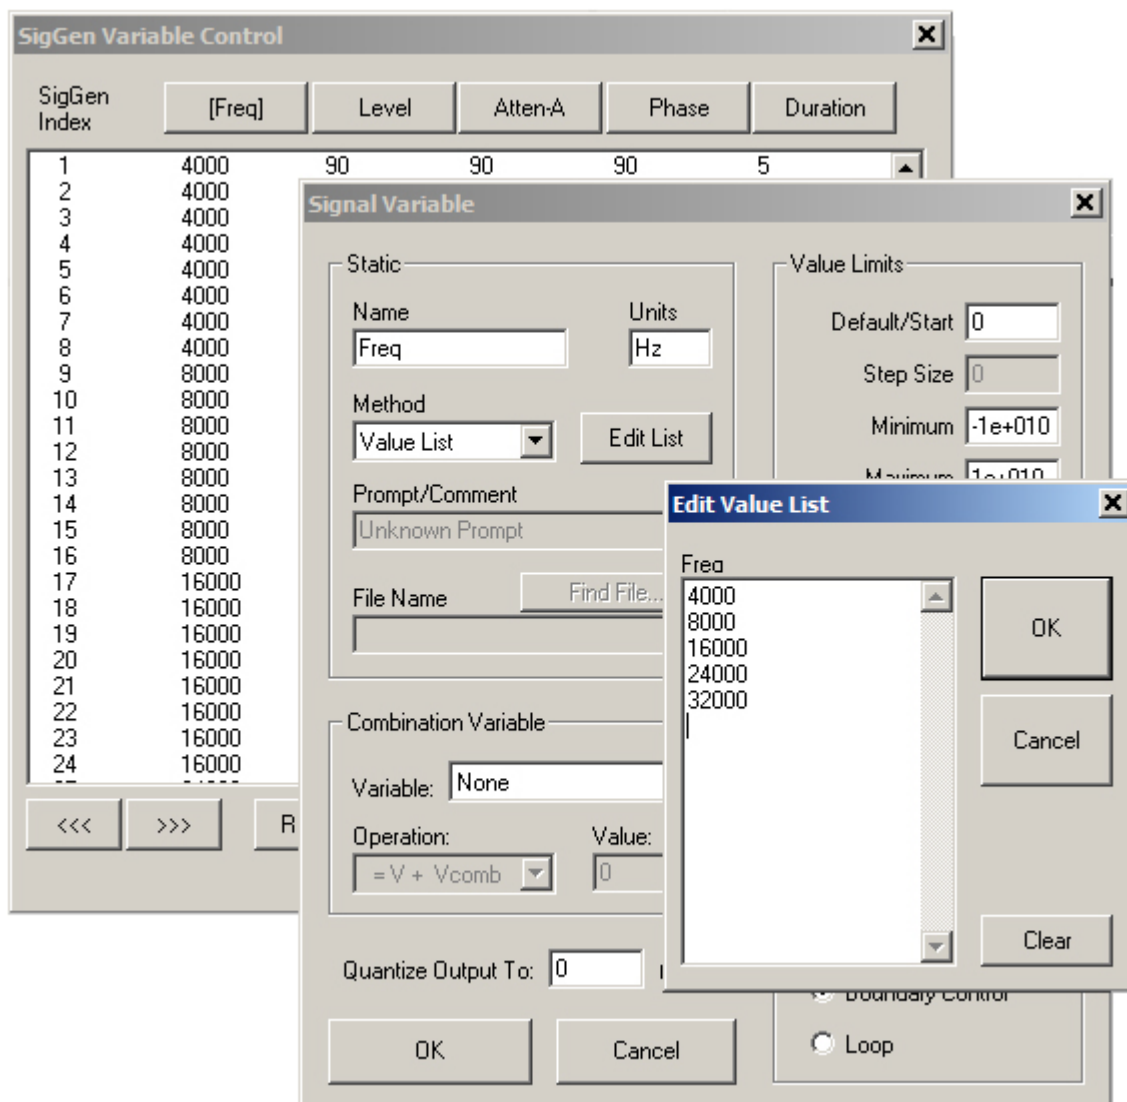 SigGen Variable Control
SigGen Index [Freq] Level Atten-A Phase Duration
1 4000 90 90 90 5
2 4000
3 4000
4 4000
5 4000
6 4000
7 4000
8 4000
9 8000
10 8000
11 8000
12 8000
13 8000
14 8000
15 8000
16 8000
17 16000
18 16000
19 16000
20 16000
21 16000
22 16000
23 16000
24 16000
<<< >>> R
Signal Variable
Static
Name Units
Freq Hz
Method
Value List Edit List
Prompt/Comment
Unknown Prompt
File Name Find File...
Combination Variable
Variable: None
Operation: Value:
= V + Vcomb 0
Quantize Output To: 0
OK Cancel
Value Limits
Default/Start 0
Step Size 0
Minimum -1e+010
Maximum 1e+010
Boundary Control
Loop
Edit Value List
Freq
4000
8000
16000
24000
32000
OK
Cancel
Clear